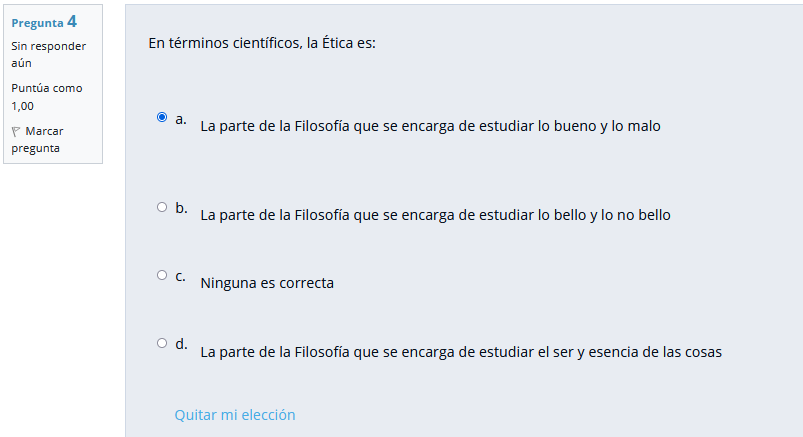 Pregunta 4
Sin responder
aún
Puntúa como
1,00
Marcar
pregunta
En términos científicos, la Ética es:
a. La parte de la Filosofía que se encarga de estudiar lo bueno y lo malo
b. La parte de la Filosofía que se encarga de estudiar lo bello y lo no bello
c. Ninguna es correcta
d. La parte de la Filosofía que se encarga de estudiar el ser y esencia de las cosas
Quitar mi elección